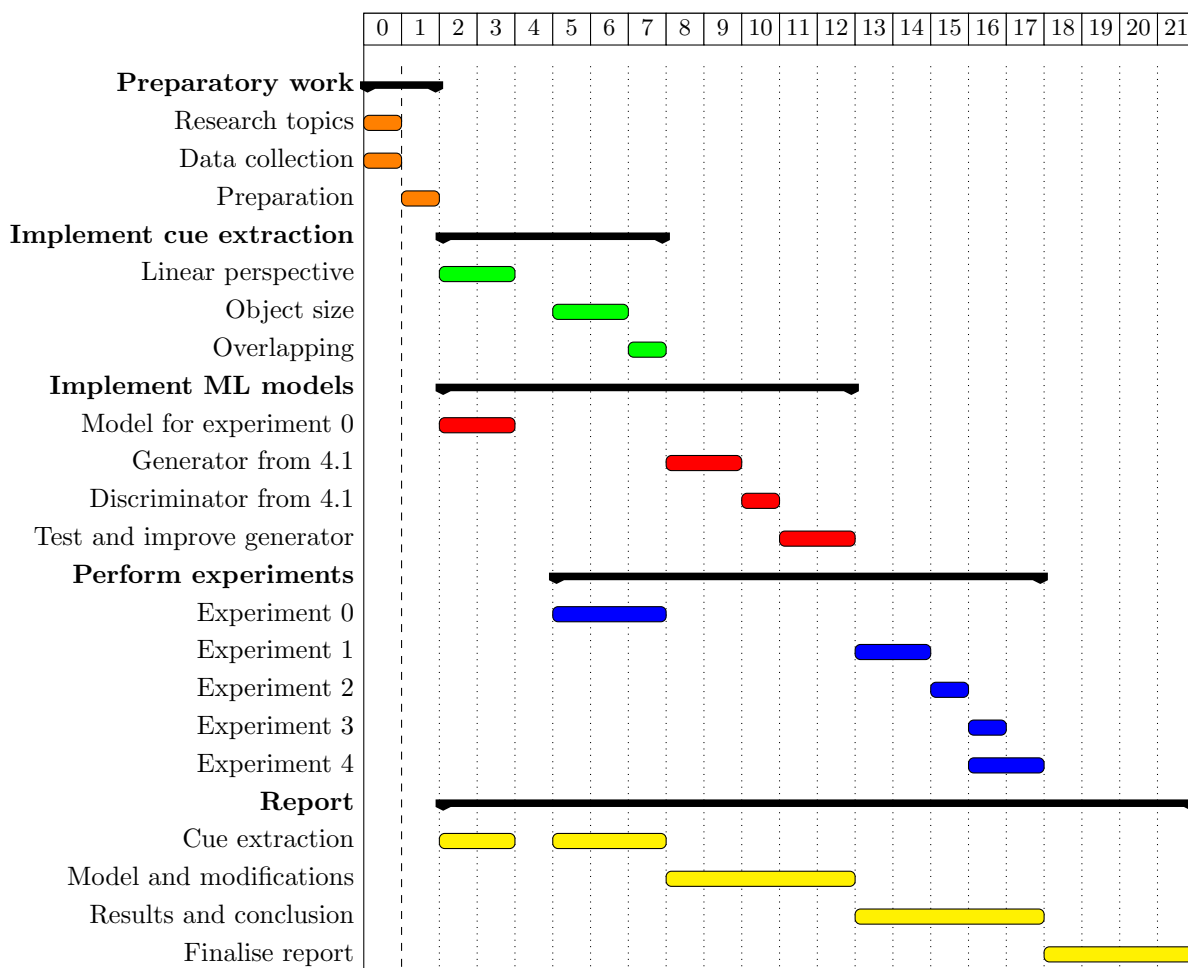 0 1 2 3 4 5 6 7 8 9 10 11 12 13 14 15 16 17 18 19 20 21
Preparatory work
Research topics
Data collection
Preparation
Implement cue extraction
Linear perspective
Object size
Overlapping
Implement ML models
Model for experiment 0
Generator from 4.1
Discriminator from 4.1
Test and improve generator
Perform experiments
Experiment 0
Experiment 1
Experiment 2
Experiment 3
Experiment 4
Report
Cue extraction
Model and modifications
Results and conclusion
Finalise report